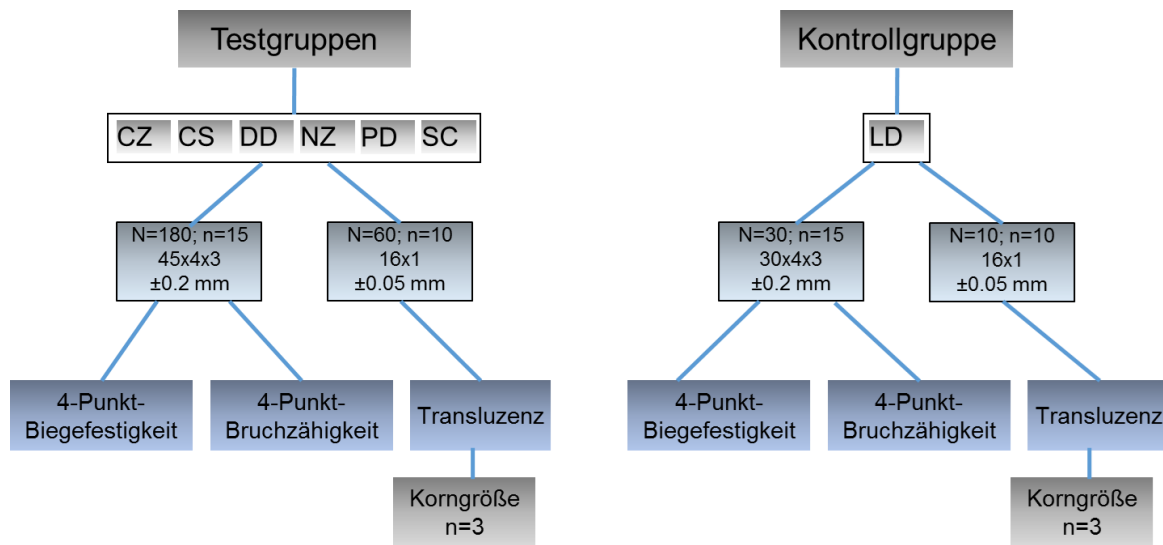 Testgruppen
CZ CS DD NZ PD SC
N=180; n=15
45x4x3
±0.2 mm
N=60; n=10
16x1
±0.05 mm
4-Punkt-
Biegefestigkeit
4-Punkt-
Bruchzähigkeit
Transluzenz
Korngröße
n=3
Kontrollgruppe
LD
N=30; n=15
30x4x3
±0.2 mm
N=10; n=10
16x1
±0.05 mm
4-Punkt-
Biegefestigkeit
4-Punkt-
Bruchzähigkeit
Transluzenz
Korngröße
n=3